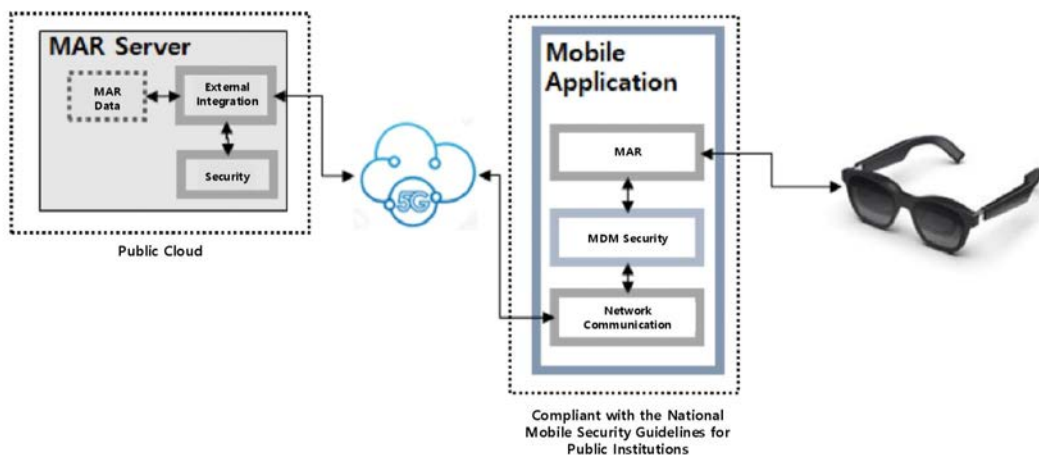 MAR Server
MAR
Data
External
Integration
Security
Public Cloud
5G
Mobile
Application
MAR
MDM Security
Network
Communication
Compliant with the National
Mobile Security Guidelines for
Public Institutions